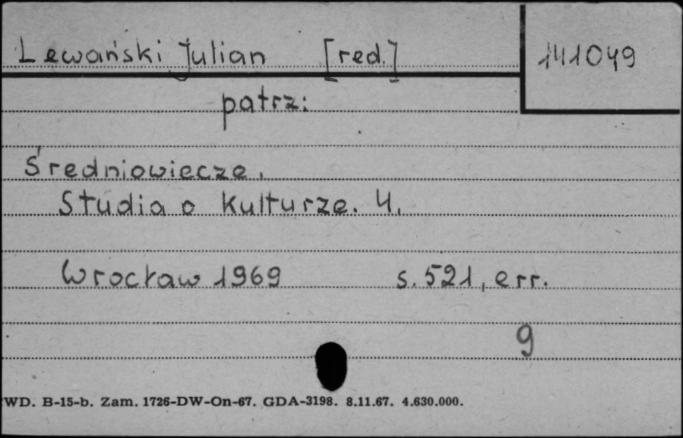 Lewański Julian [red.] 141049
patrz:
Średniowiecze.
Studia o kulturze. 4.
Wrocław 1969 s. 521, err.
9
WD. B-15-b. Zam. 1726-DW-On-67. GDA-3198. 8.11.67. 4.630.000.